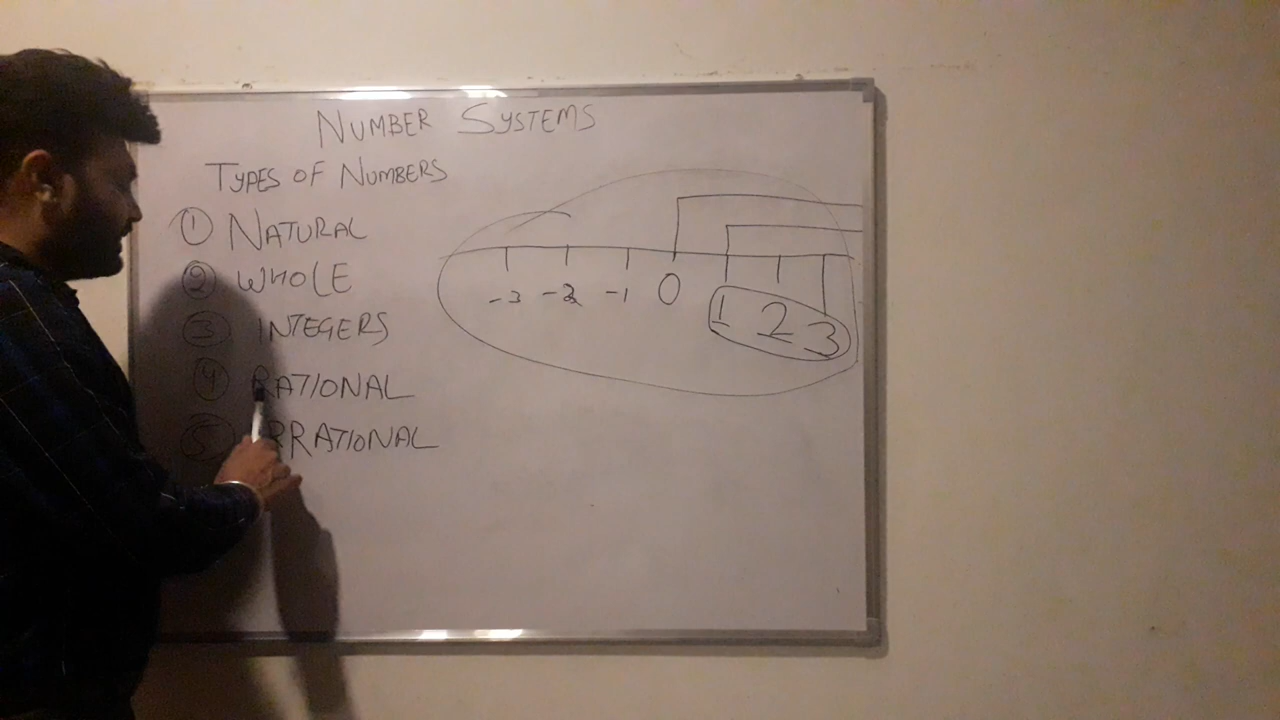 NUMBER SYSTEMS
TYPES OF NUMBERS
① NATURAL
② WHOLE
③ INTEGERS
④ RATIONAL
⑤ IRRATIONAL
-3 -2 -1 0 1 2 3